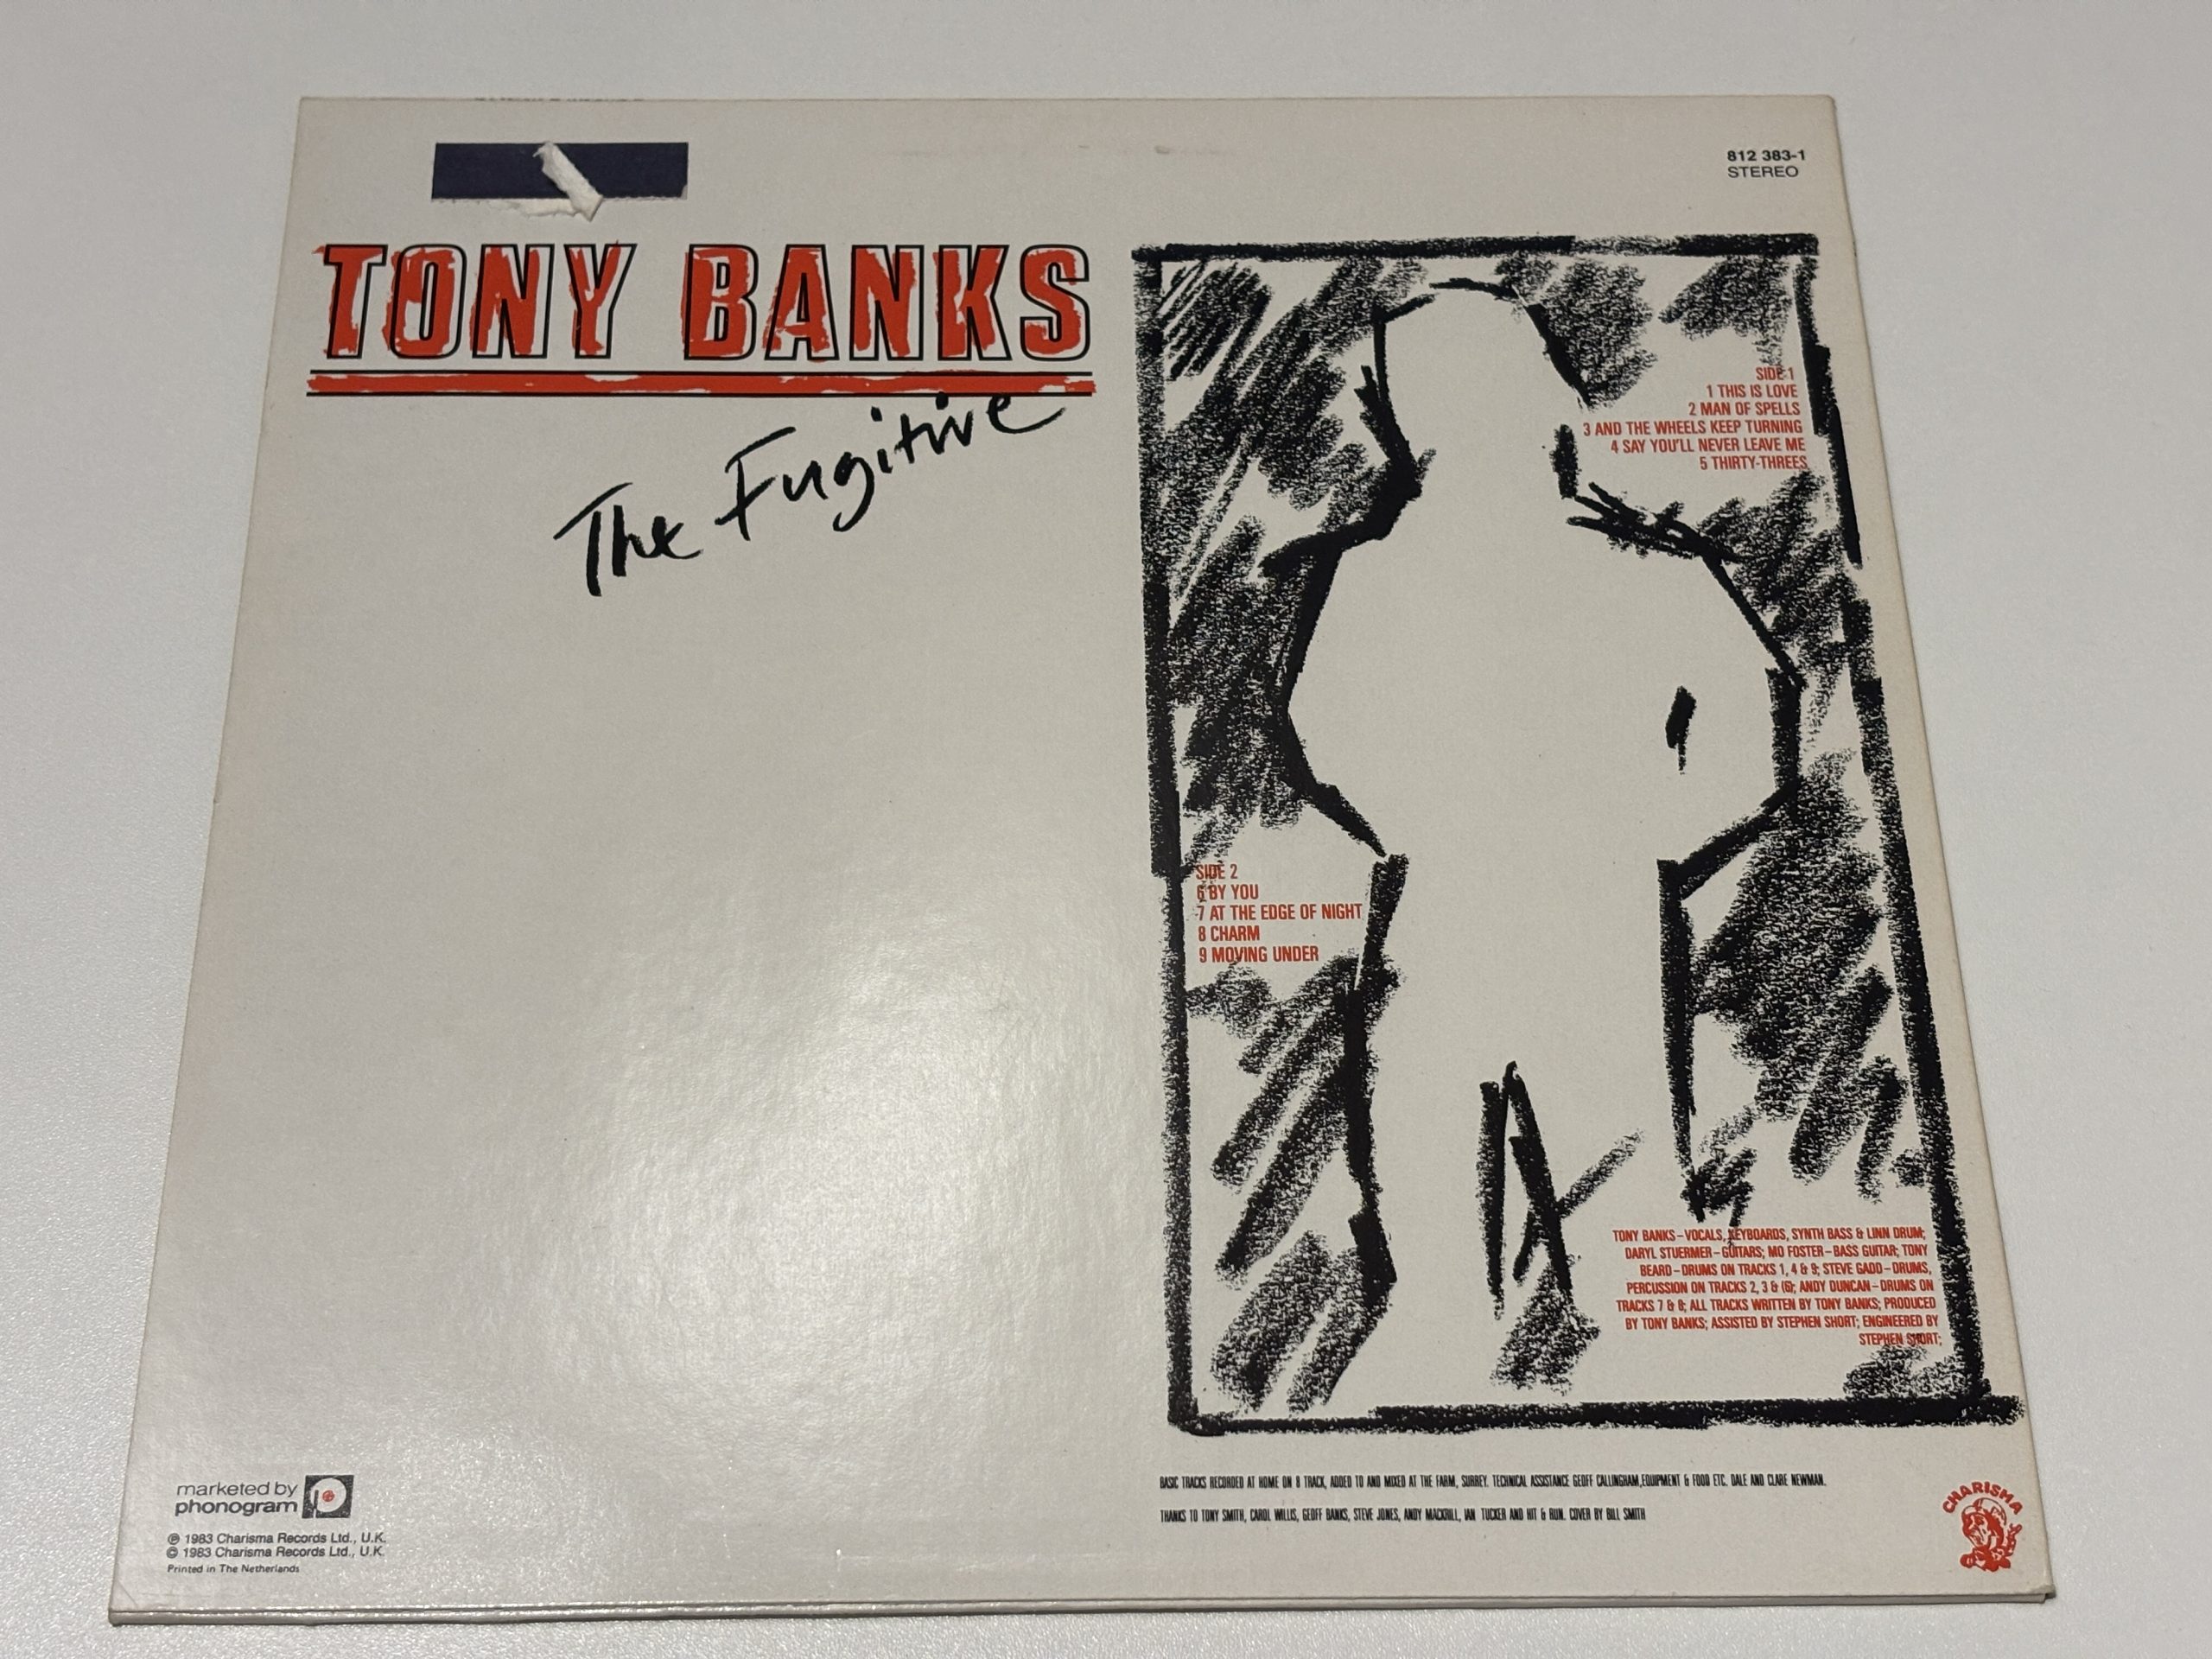 812 383-1
STEREO
TONY BANKS
The Fugitive
SIDE 1
1 THIS IS LOVE
2 MAN OF SPELLS
3 AND THE WHEELS KEEP TURNING
4 SAY YOU'LL NEVER LEAVE ME
5 THIRTY-THREES
SIDE 2
6 BY YOU
7 AT THE EDGE OF NIGHT
8 CHARM
9 MOVING UNDER
TONY BANKS–VOCALS, KEYBOARDS, SYNTH BASS & LINN DRUM;
DARYL STUERMER–GUITARS; MO FOSTER–BASS GUITAR; TONY
BEARD–DRUMS ON TRACKS 1, 4 & 9; STEVE GADD–DRUMS,
PERCUSSION ON TRACKS 2, 3 & (6); ANDY DUNCAN–DRUMS ON
TRACKS 7 & 8; ALL TRACKS WRITTEN BY TONY BANKS; PRODUCED
BY TONY BANKS; ASSISTED BY STEPHEN SHORT; ENGINEERED BY
STEPHEN SHORT;
BASIC TRACKS RECORDED AT HOME ON 8 TRACK, ADDED TO AND MIXED AT THE FARM, SURREY. TECHNICAL ASSISTANCE GEOFF CALLINGHAM,EQUIPMENT & FOOD ETC. DALE AND CLARE NEWMAN.
THANKS TO TONY SMITH, CAROL WILLIS, GEOFF BANKS, STEVE JONES, ANDY MACKRILL, IAN TUCKER AND HIT & RUN. COVER BY BILL SMITH
marketed by
phonogram
℗ 1983 Charisma Records Ltd., U.K.
© 1983 Charisma Records Ltd., U.K.
Printed in The Netherlands
CHARISMA